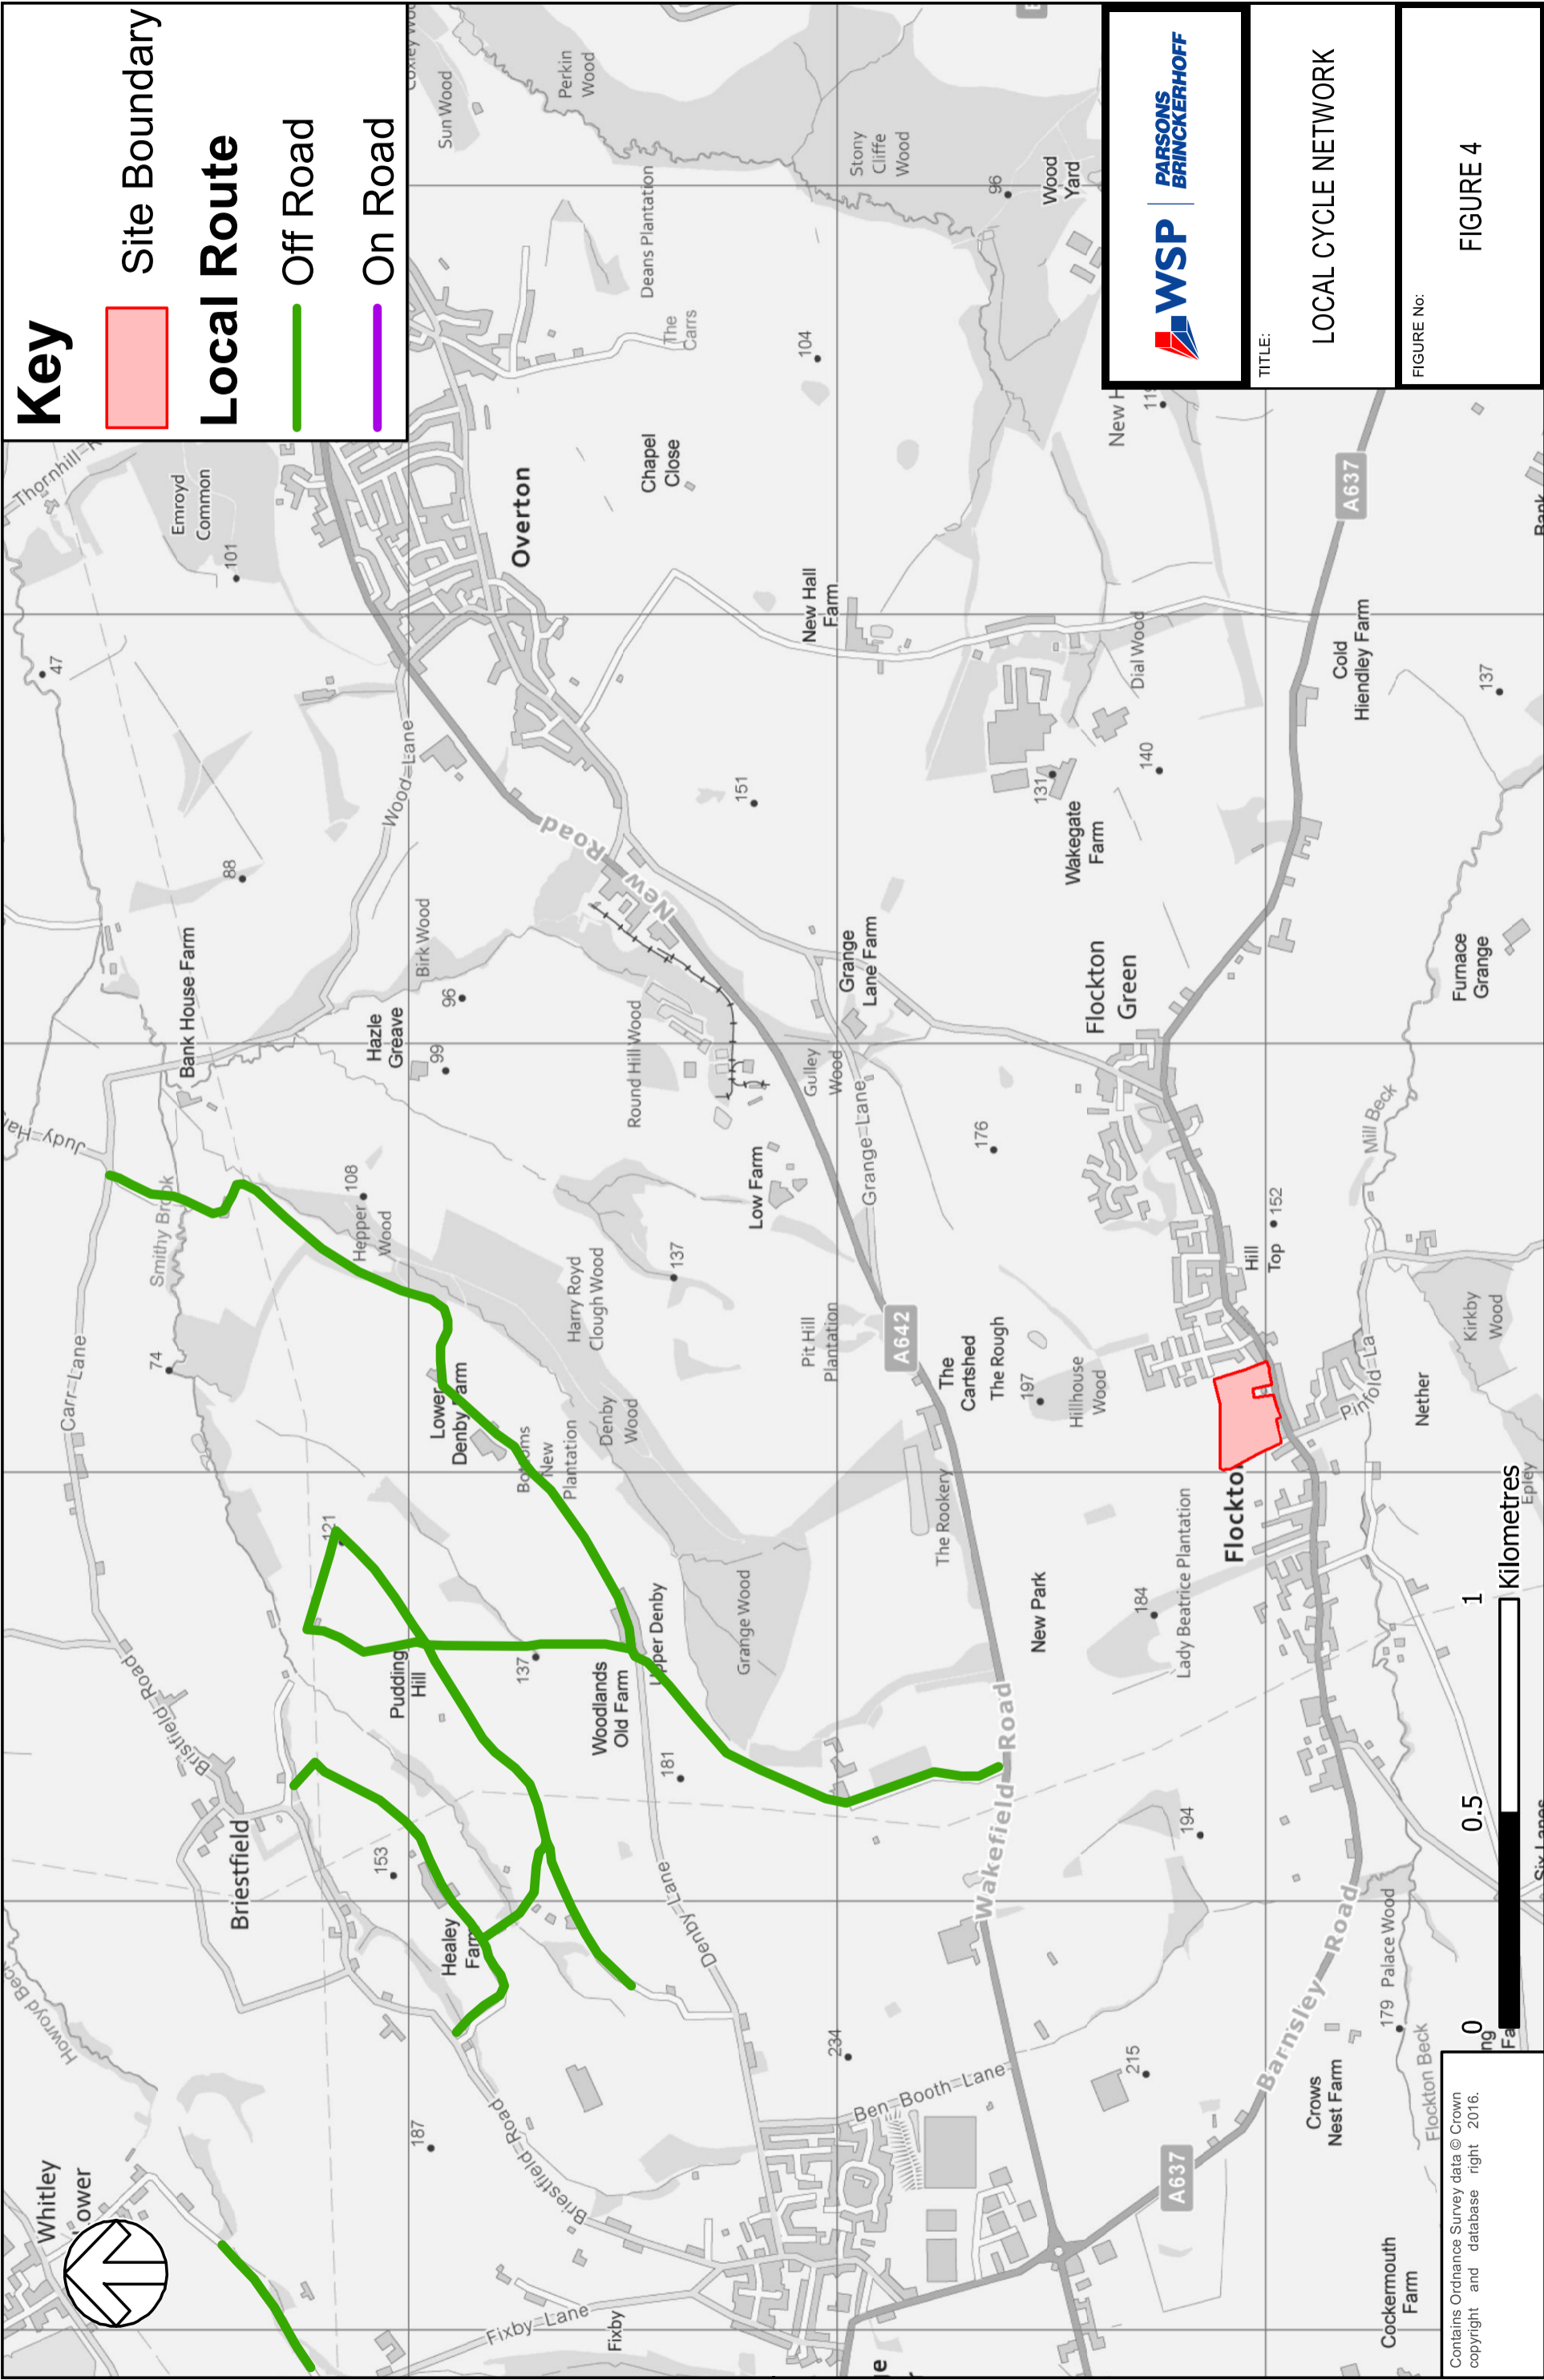 Key
Site Boundary
Local Route
Off Road
On Road
WSP
PARSONS
BRINCKERHOFF
TITLE:
LOCAL CYCLE NETWORK
FIGURE No:
FIGURE 4
Contains Ordnance Survey data © Crown
copyright and database right 2016.
0
0.5
1
Kilometres
Whitley
Lower
Howroyd Beck
187
Briestfield-Road
Fixby-Lane
Fixby
Briestfield
153
Healey
Farm
Briestfield-Road
Carr-Lane
74
Smithy Brook
121
Pudding
Hill
137
Woodlands
Old Farm
Upper Denby
181
Denby-Lane
234
Ben-Booth-Lane
Lower
Denby Farm
New
Plantation
Denby
Wood
Grange Wood
Harry Royd
Clough Wood
137
Hepper
Wood
108
Bank House Farm
Hazle
Greave
99
96
Birk Wood
88
47
Wood-Lane
Emroyd
Common
101
Overton
Chapel
Close
Sun Wood
Perkin
Wood
Deans Plantation
The
Carrs
104
Stony
Cliffe
Wood
96
Wood
Yard
New Hall
Farm
151
New Road
Round Hill Wood
Low Farm
Gulley
Wood
Grange-Lane
Grange
Lane Farm
Pit Hill
Plantation
A642
The
Cartshed
The Rough
197
Hillhouse
Wood
The Rookery
New Park
Wakefield Road
184
Lady Beatrice Plantation
194
215
A637
Barnsley Road
Crows
Nest Farm
Cockermouth
Farm
179
Palace Wood
Flockton Beck
Flockton
Pinfold-La
Nether
Kirkby
Wood
Epley
Hill
Top
152
Mill Beck
176
Flockton
Green
Wakegate
Farm
131
140
Dial Wood
Furnace
Grange
137
Cold
Hiendley Farm
A637